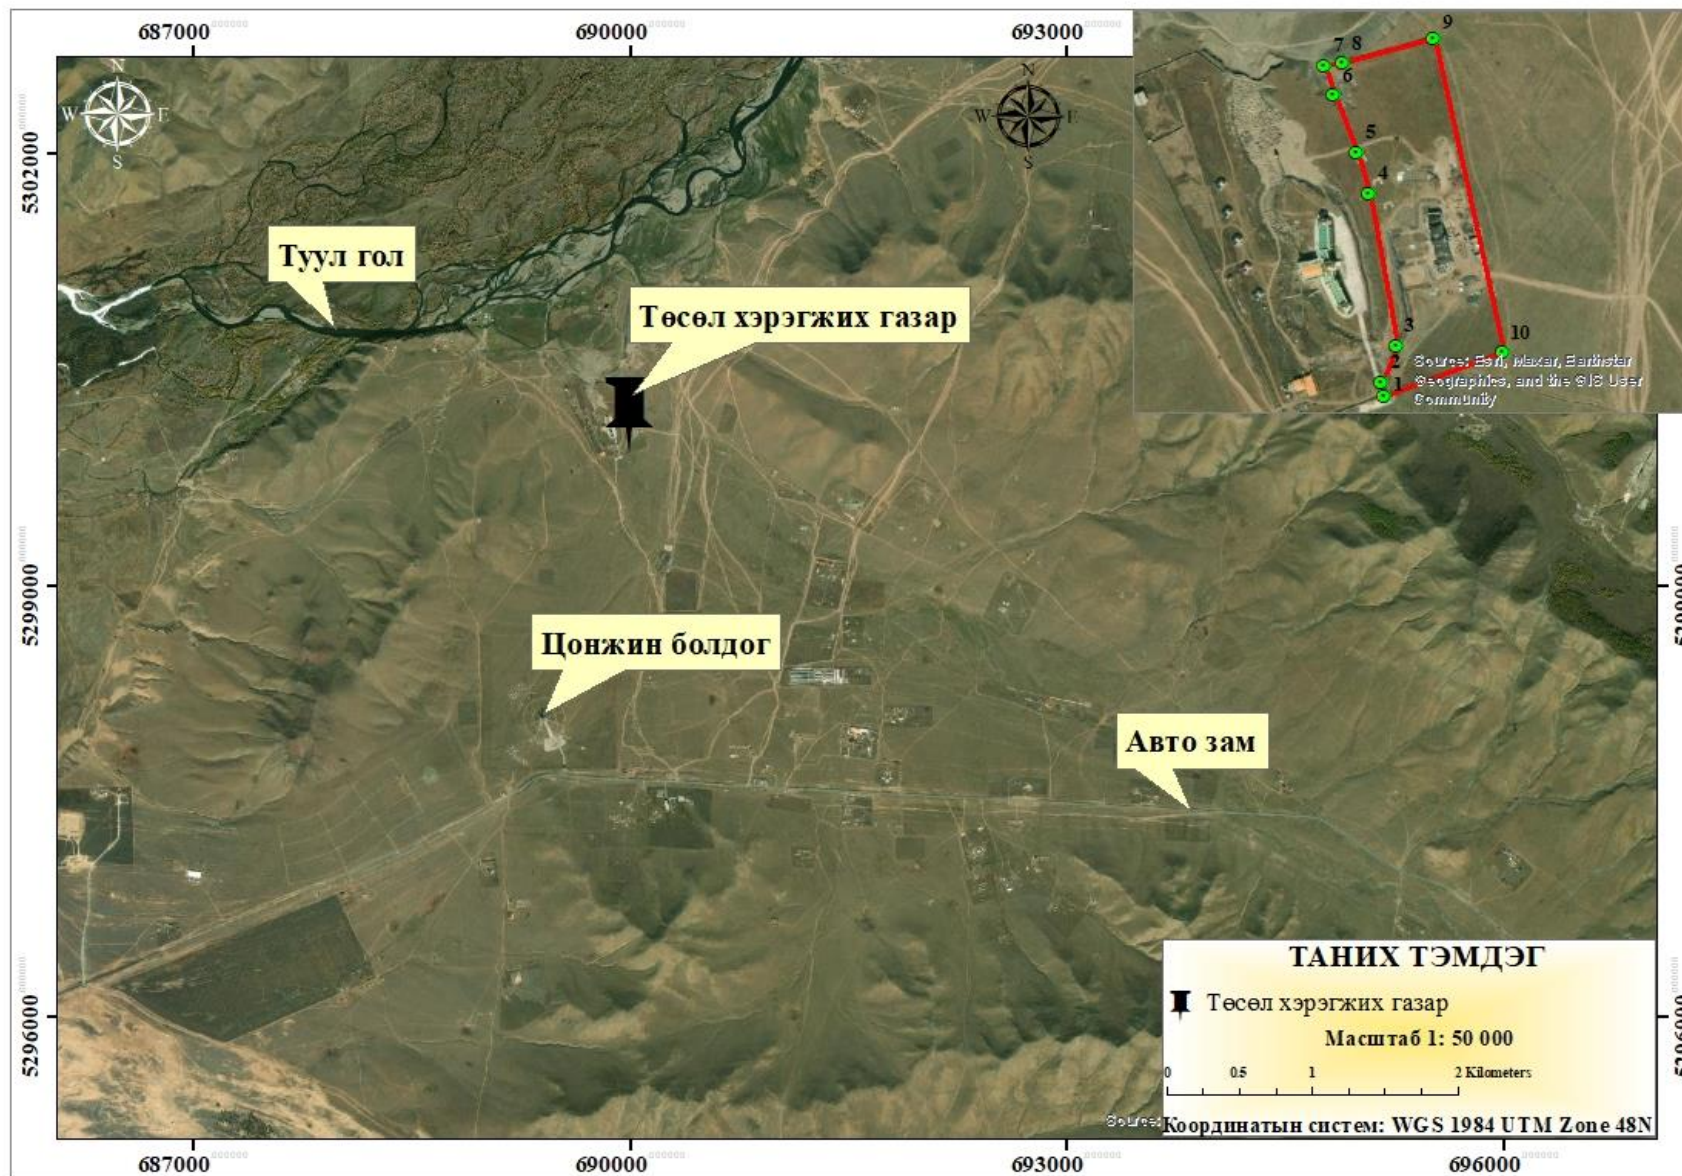 687000
690000
693000
N
W
E
S
N
W
E
S
9
7
8
6
5
4
3
10
2
1
Source: Esri, Maxar, Earthstar
Geographics, and the GIS User
Community
5302000
Туул гол
Төсөл хэрэгжих газар
5299000
5299000
Цонжин болдог
Авто зам
5296000
5296000
ТАНИХ ТЭМДЭГ
Төсөл хэрэгжих газар
Масштаб 1: 50 000
0
0.5
1
2 Kilometers
Source:
Координатын систем: WGS 1984 UTM Zone 48N
687000
690000
693000
696000